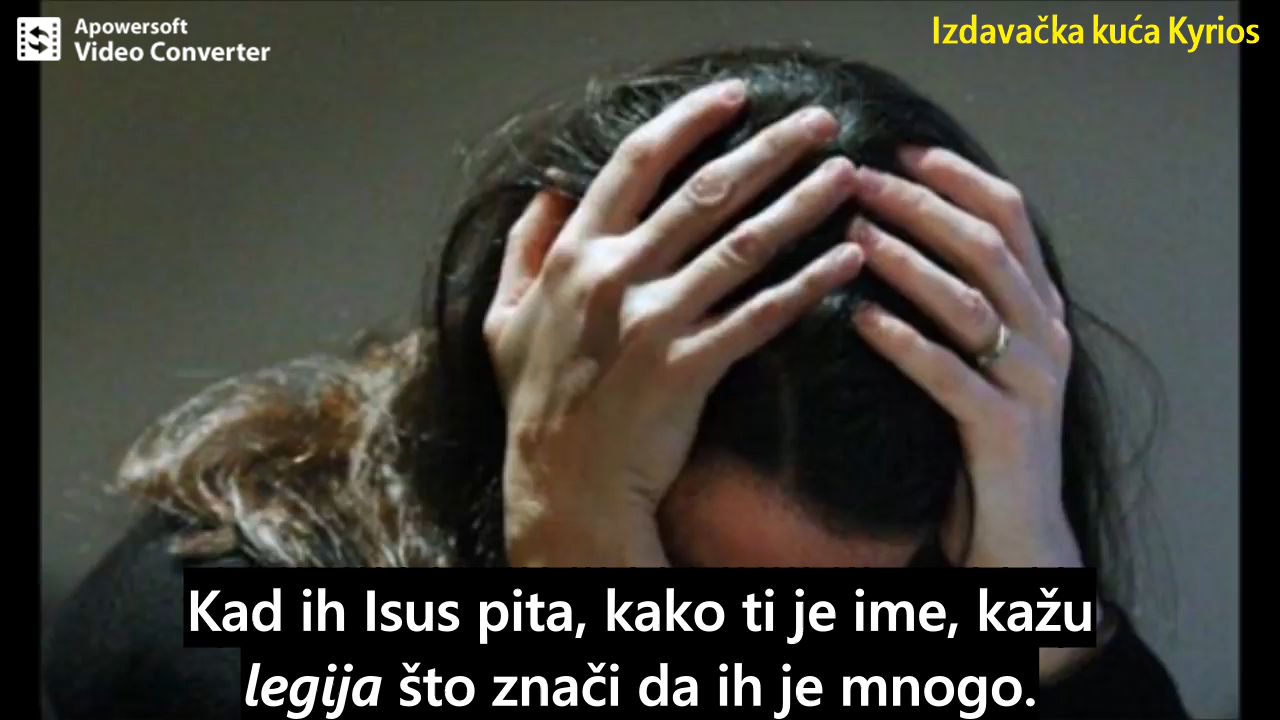 Apowersoft
Video Converter
Izdavačka kuća Kyrios
Kad ih Isus pita, kako ti je ime, kažu
legija što znači da ih je mnogo.